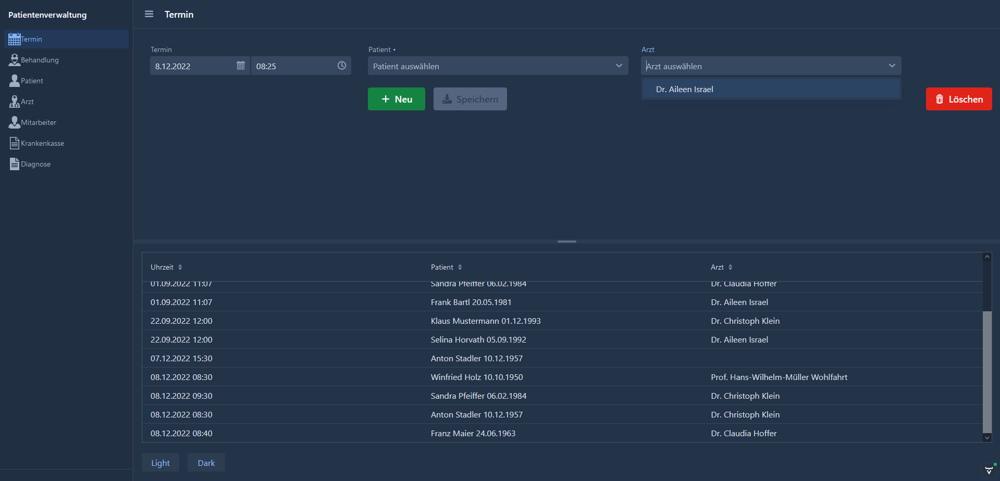 Patientenverwaltung
Termin
Behandlung
Patient
Arzt
Mitarbeiter
Krankenkasse
Diagnose
Termin
Termin
8.12.2022
08:25
Patient •
Patient auswählen
Arzt
Arzt auswählen
Dr. Aileen Israel
+ Neu
Speichern
Löschen
Uhrzeit Patient Arzt
01.09.2022 11:07 Sandra Pfeiffer 06.02.1984 Dr. Claudia Hoffer
01.09.2022 11:07 Frank Bartl 20.05.1981 Dr. Aileen Israel
22.09.2022 12:00 Klaus Mustermann 01.12.1993 Dr. Christoph Klein
22.09.2022 12:00 Selina Horvath 05.09.1992 Dr. Aileen Israel
07.12.2022 15:30 Anton Stadler 10.12.1957
08.12.2022 08:30 Winfried Holz 10.10.1950 Prof. Hans-Wilhelm-Müller Wohlfahrt
08.12.2022 09:30 Sandra Pfeiffer 06.02.1984 Dr. Christoph Klein
08.12.2022 08:30 Anton Stadler 10.12.1957 Dr. Christoph Klein
08.12.2022 08:40 Franz Maier 24.06.1963 Dr. Claudia Hoffer
Light
Dark